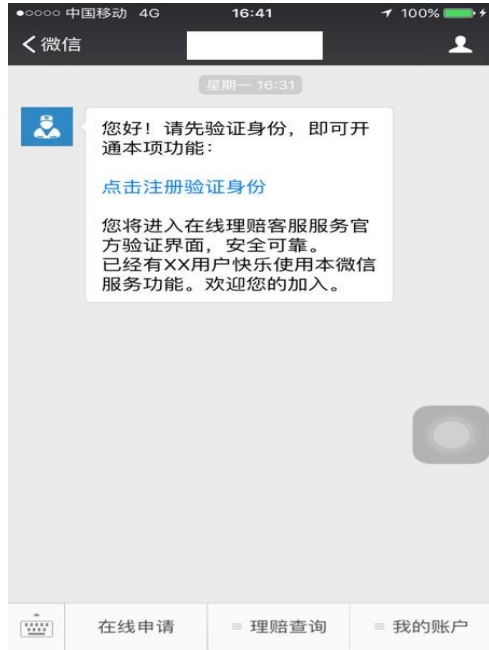 中国移动 4G 16:41 100%
微信
星期一 16:31
您好！请先验证身份，即可开
通本项功能：
点击注册验证身份
您将进入在线理赔客服服务官
方验证界面，安全可靠。
已经有XX用户快乐使用本微信
服务功能。欢迎您的加入。
在线申请 理赔查询 我的账户